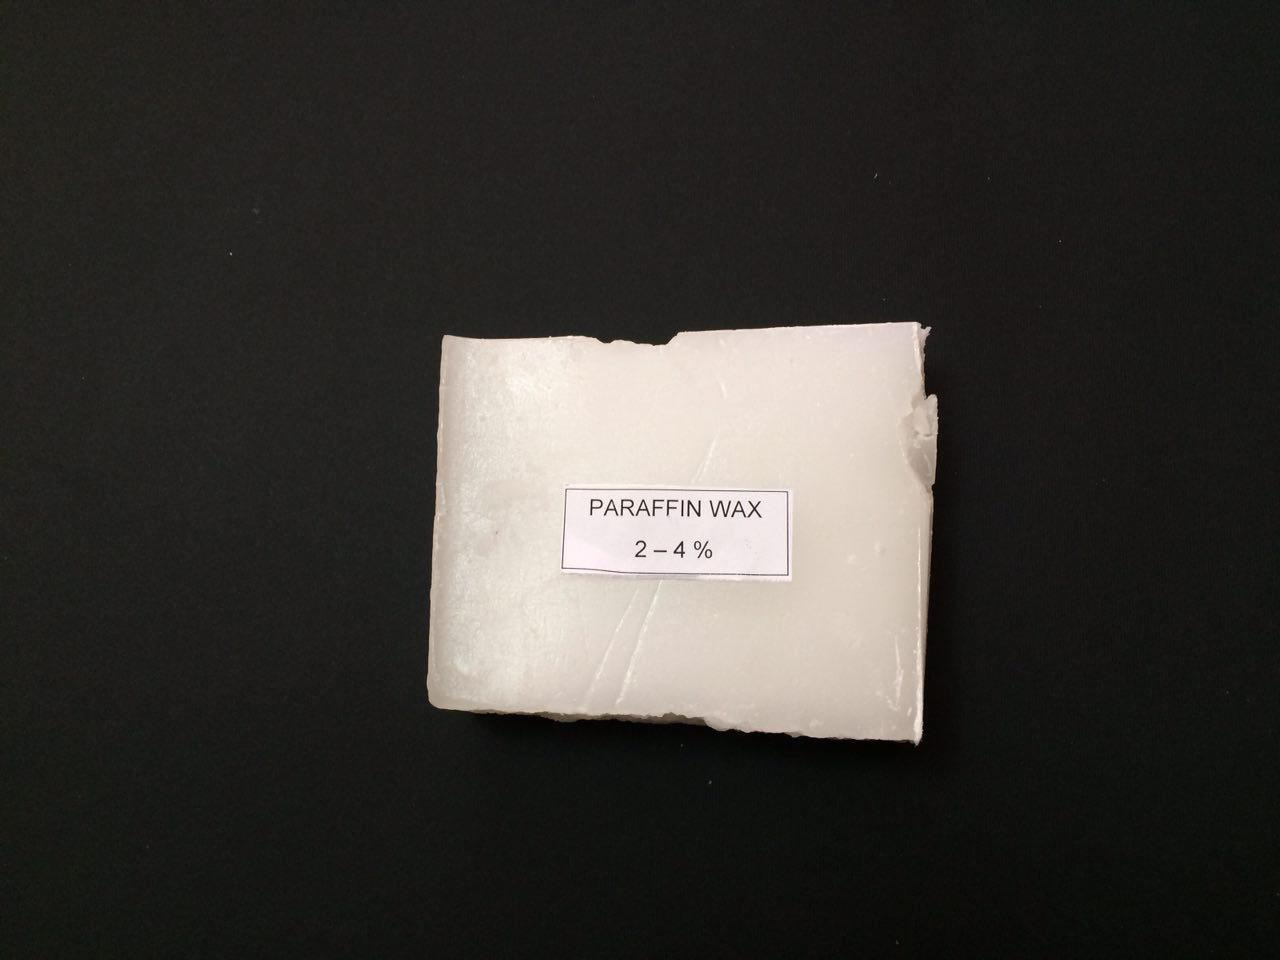 PARAFFIN WAX
2 – 4 %